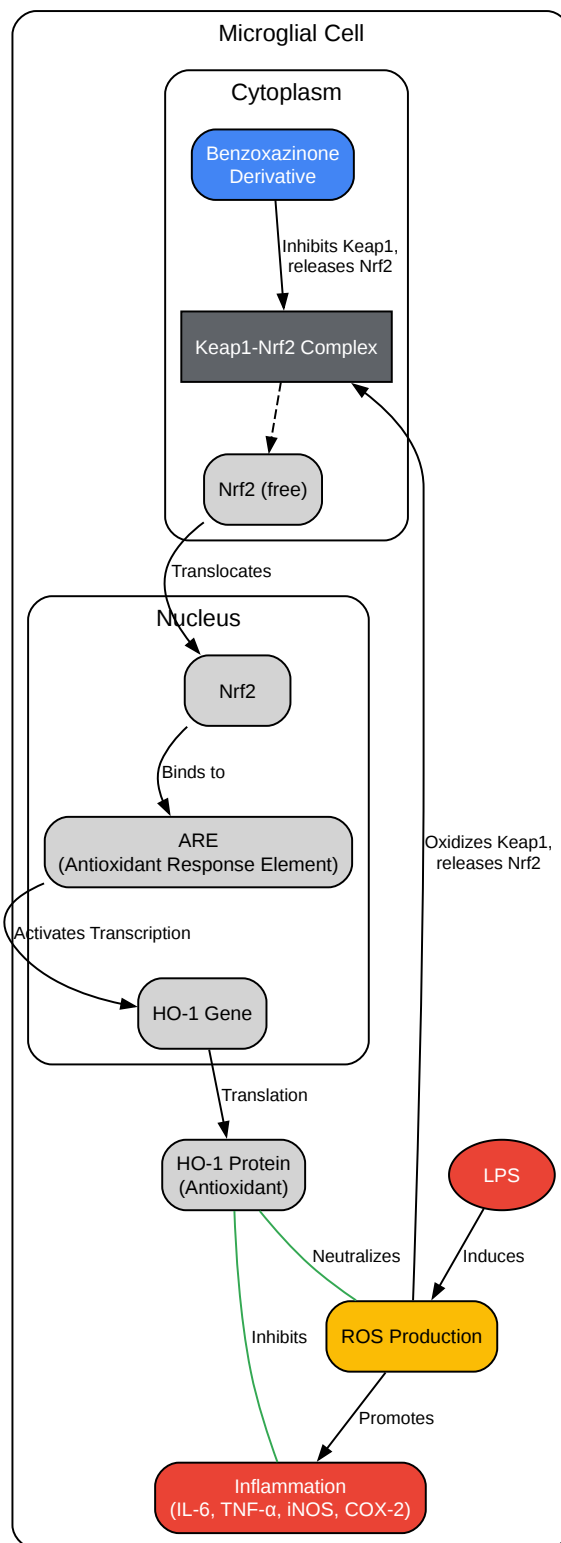 Microglial Cell
Cytoplasm
Benzoxazinone
Derivative
Inhibits Keap1,
releases Nrf2
Keap1-Nrf2 Complex
Nrf2 (free)
Translocates
Nucleus
Nrf2
Binds to
ARE
(Antioxidant Response Element)
Oxidizes Keap1,
releases Nrf2
Activates Transcription
HO-1 Gene
Translation
HO-1 Protein
(Antioxidant)
LPS
Neutralizes
Induces
Inhibits
ROS Production
Promotes
Inflammation
(IL-6, TNF-α, iNOS, COX-2)